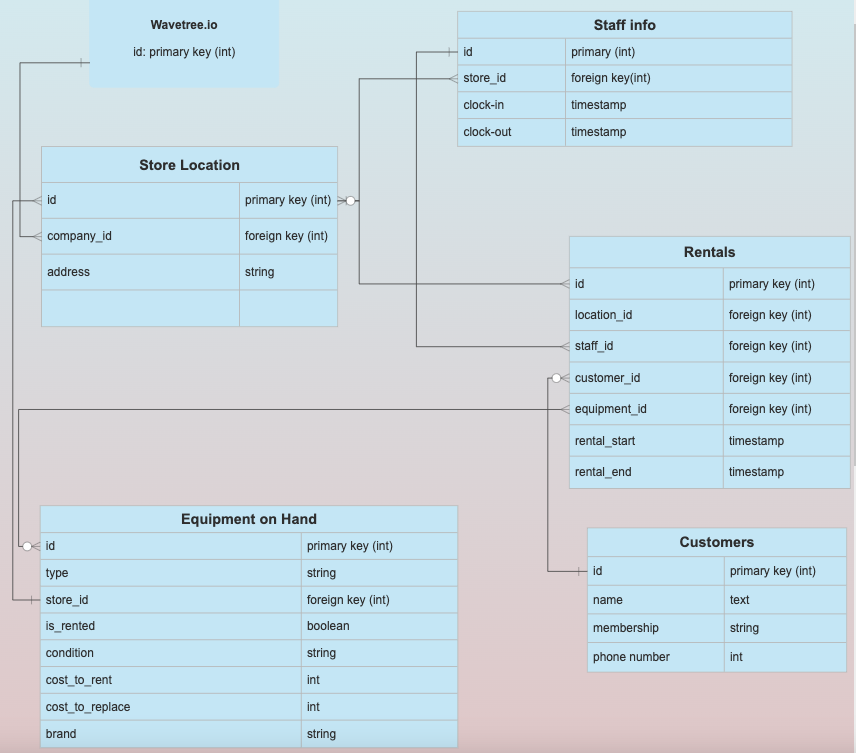 Wavetree.io
id: primary key (int)
Staff info
id primary (int)
store_id foreign key(int)
clock-in timestamp
clock-out timestamp
Store Location
id primary key (int)
company_id foreign key (int)
address string
Rentals
id primary key (int)
location_id foreign key (int)
staff_id foreign key (int)
customer_id foreign key (int)
equipment_id foreign key (int)
rental_start timestamp
rental_end timestamp
Equipment on Hand
id primary key (int)
type string
store_id foreign key (int)
is_rented boolean
condition string
cost_to_rent int
cost_to_replace int
brand string
Customers
id primary key (int)
name text
membership string
phone number int